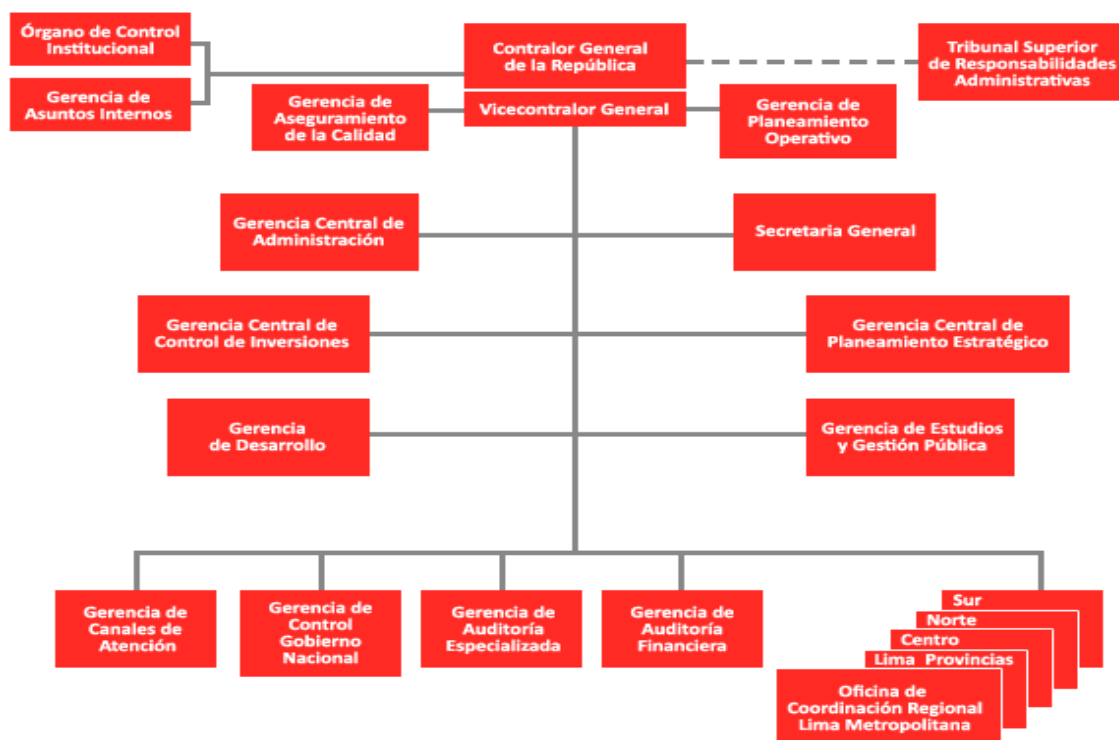 Órgano de Control
Institucional
Contralor General
de la República
Tribunal Superior
de Responsabilidades
Administrativas
Gerencia de
Asuntos Internos
Gerencia de
Aseguramiento
de la Calidad
Vicecontralor General
Gerencia de
Planeamiento
Operativo
Gerencia Central de
Administración
Secretaria General
Gerencia Central de
Control de Inversiones
Gerencia Central de
Planeamiento Estratégico
Gerencia
de Desarrollo
Gerencia de Estudios
y Gestión Pública
Gerencia de
Canales de
Atención
Gerencia de
Control
Gobierno
Nacional
Gerencia de
Auditoría
Especializada
Gerencia de
Auditoría
Financiera
Sur
Norte
Centro
Lima Provincias
Oficina de
Coordinación Regional
Lima Metropolitana